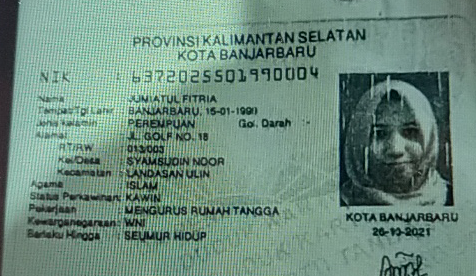 PROVINSI KALIMANTAN SELATAN
KOTA BANJARBARU
NIK : 6372025501990004
Nama : JUMIATUL FITRIA
Tempat/Tgl Lahir : BANJARBARU, 15-01-1999
Jenis Kelamin : PEREMPUAN Gol. Darah : -
Alamat : JL. GOLF NO. 18
RT/RW : 013/003
Kel/Desa : SYAMSUDIN NOOR
Kecamatan : LANDASAN ULIN
Agama : ISLAM
Status Perkawinan: KAWIN
Pekerjaan : MENGURUS RUMAH TANGGA
Kewarganegaraan: WNI
Berlaku Hingga : SEUMUR HIDUP
KOTA BANJARBARU
26-10-2021